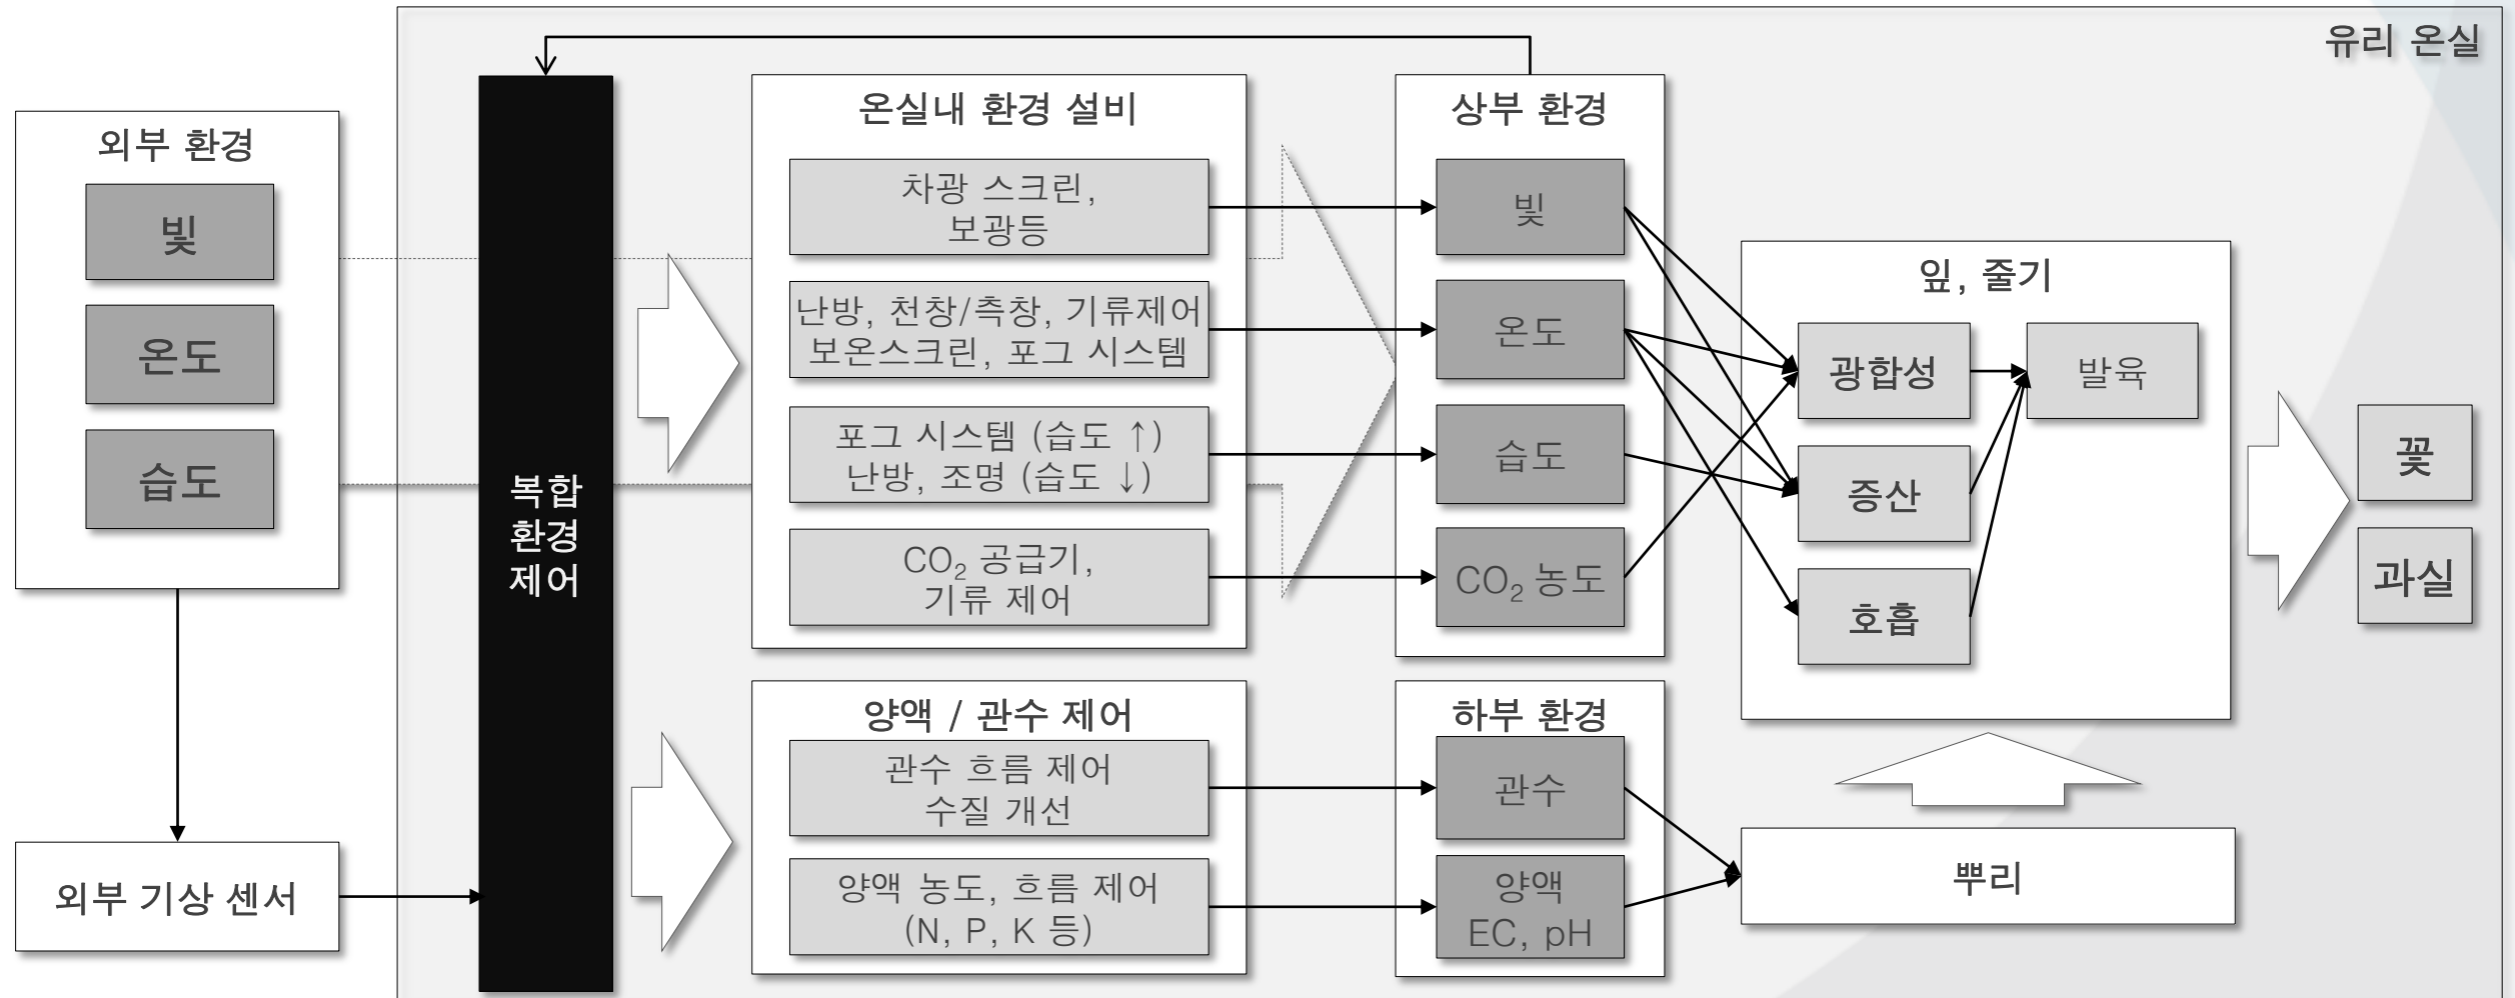 유리 온실
외부 환경
빛
온도
습도
외부 기상 센서
복합
환경
제어
온실내 환경 설비
차광 스크린,
보광등
난방, 천창/측창, 기류제어
보온스크린, 포그 시스템
포그 시스템 (습도 ↑)
난방, 조명 (습도 ↓)
CO₂ 공급기,
기류 제어
양액 / 관수 제어
관수 흐름 제어
수질 개선
양액 농도, 흐름 제어
(N, P, K 등)
상부 환경
빛
온도
습도
CO₂ 농도
하부 환경
관수
양액
EC, pH
잎, 줄기
광합성
발육
증산
호흡
뿌리
꽃
과실